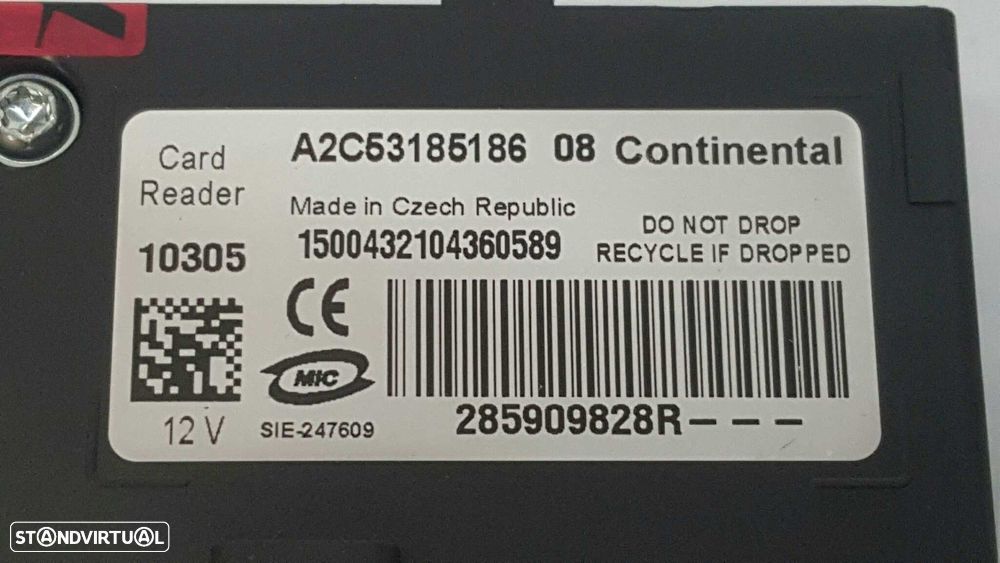 Card
Reader
10305
12 V
A2C53185186 08 Continental
Made in Czech Republic
1500432104360589
DO NOT DROP
RECYCLE IF DROPPED
CE
MIC
SIE-247609
285909828R---
STANDVIRTUAL